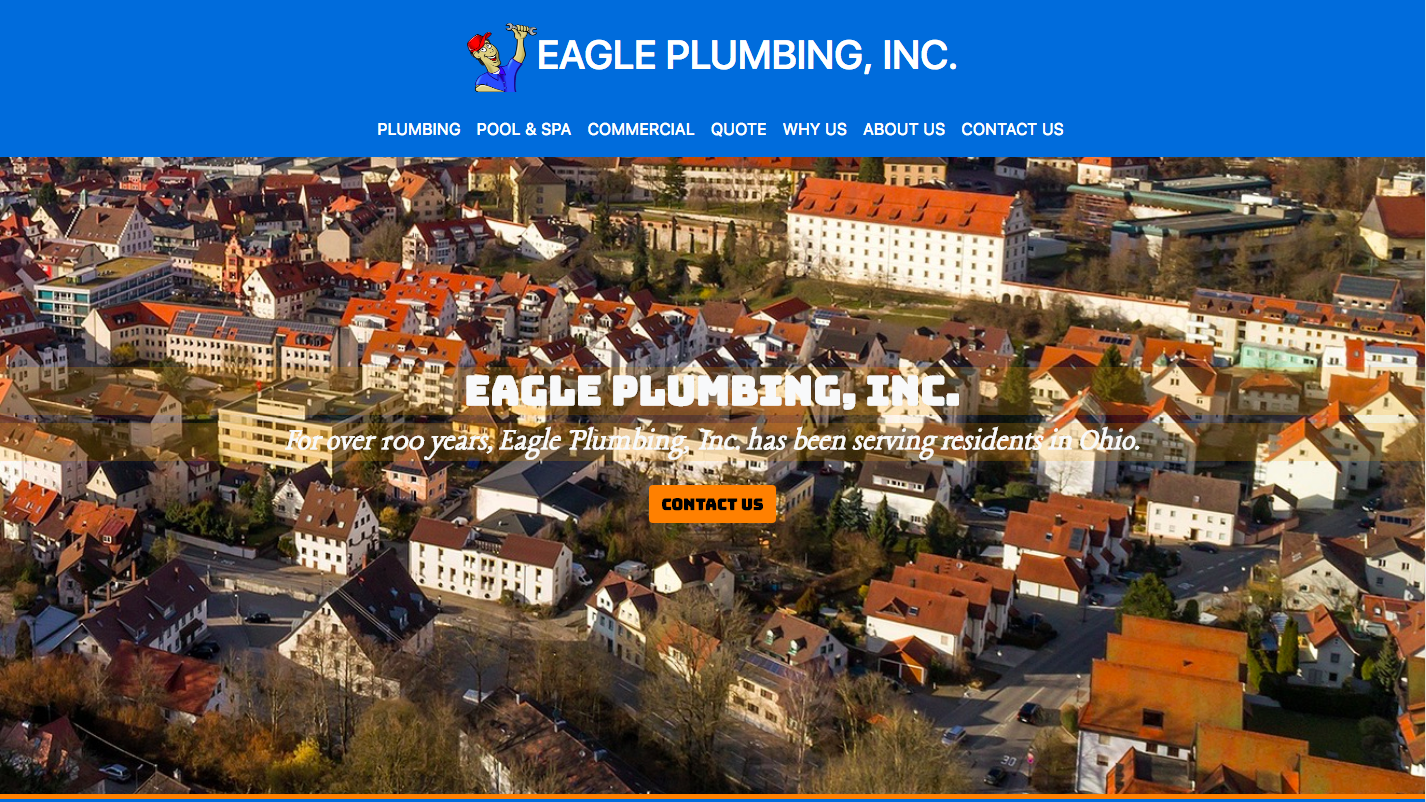 EAGLE PLUMBING, INC.
PLUMBING POOL & SPA COMMERCIAL QUOTE WHY US ABOUT US CONTACT US
EAGLE PLUMBING, INC.
For over 100 years, Eagle Plumbing, Inc. has been serving residents in Ohio.
CONTACT US
30